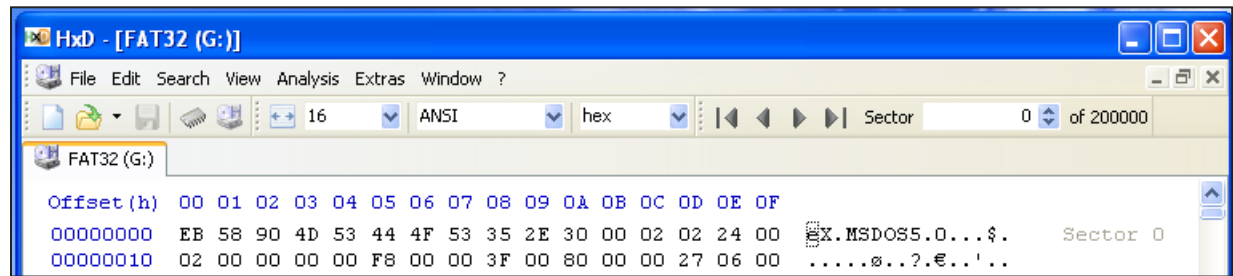 HxD - [FAT32 (G:)]
File Edit Search View Analysis Extras Window ?
16 ANSI hex Sector 0 of 200000
FAT32 (G:)
Offset(h) 00 01 02 03 04 05 06 07 08 09 0A 0B 0C 0D 0E 0F
00000000 EB 58 90 4D 53 44 4F 53 35 2E 30 00 02 02 24 00 ëX.MSDOS5.0...$. Sector 0
00000010 02 00 00 00 00 F8 00 00 3F 00 80 00 00 27 06 00 .....ø..?.€..'..